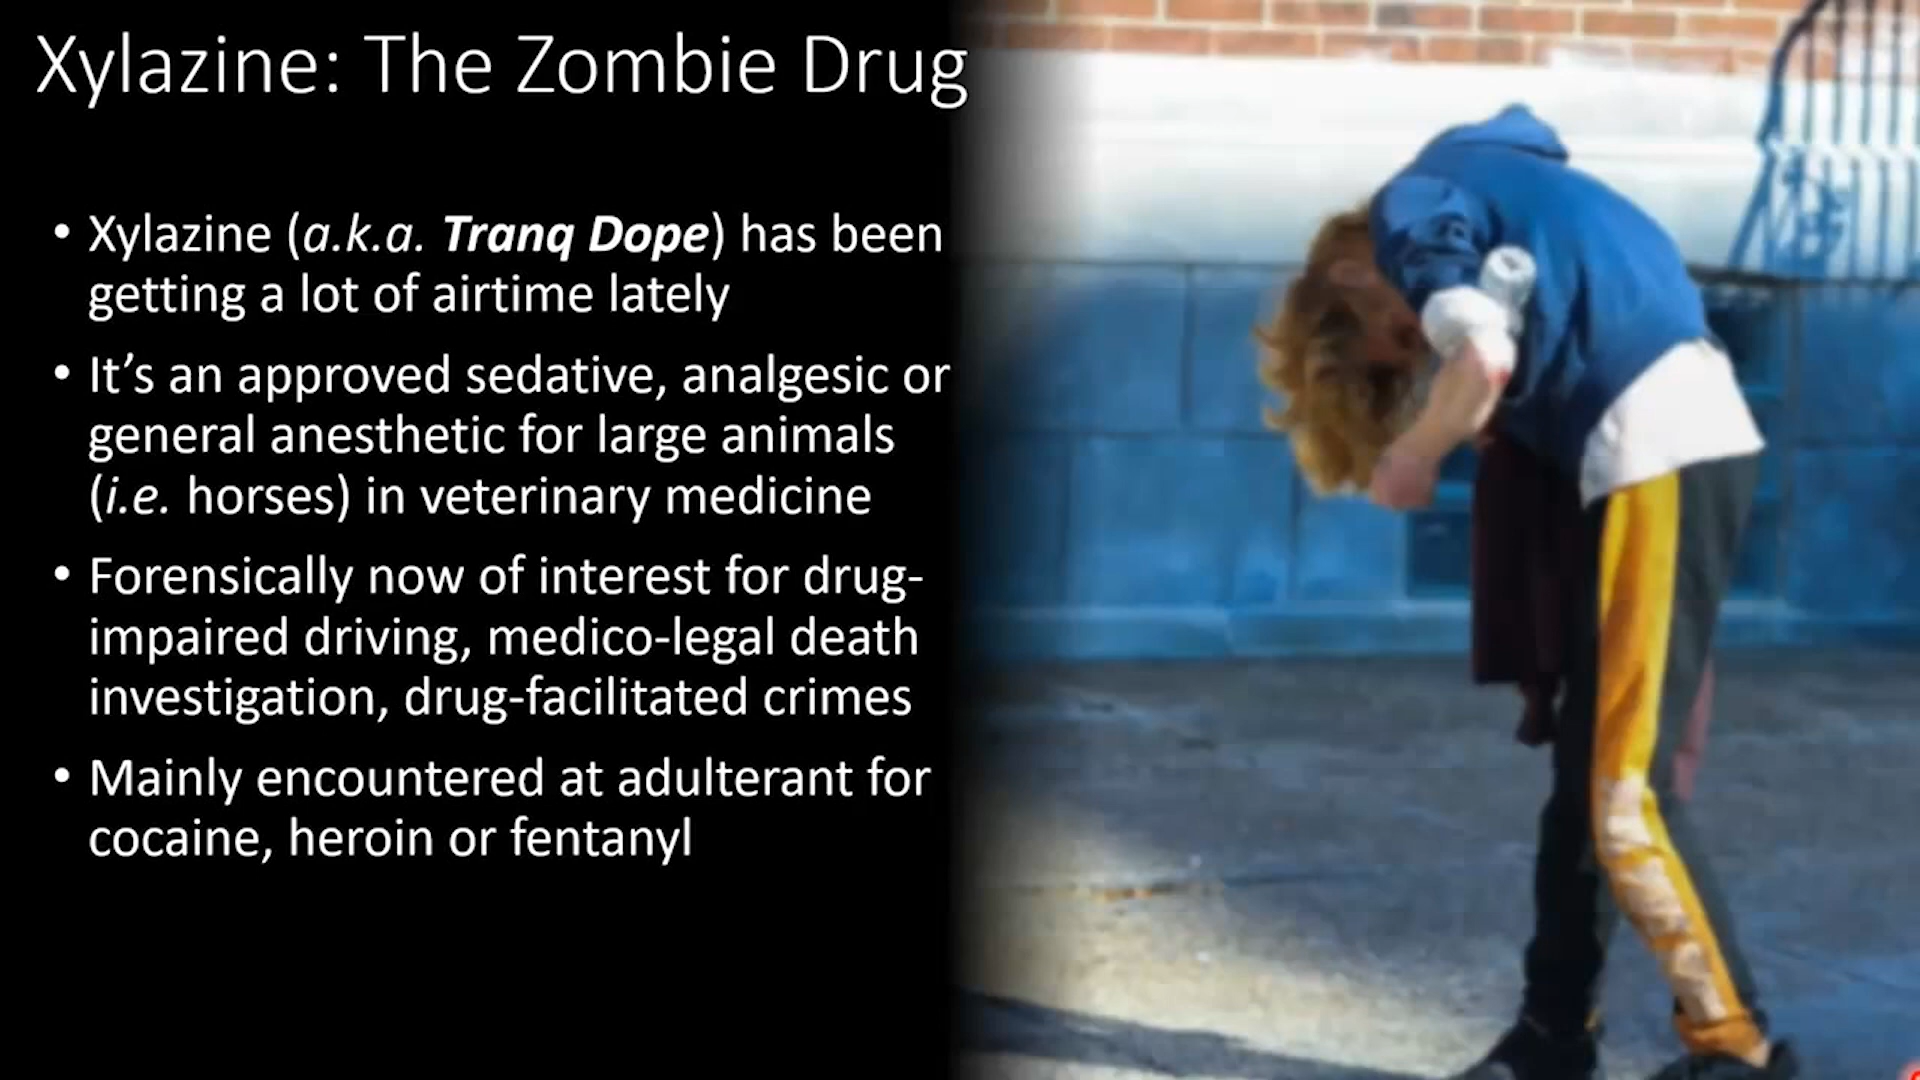 Xylazine: The Zombie Drug
• Xylazine (a.k.a. Tranq Dope) has been
getting a lot of airtime lately
• It’s an approved sedative, analgesic or
general anesthetic for large animals
(i.e. horses) in veterinary medicine
• Forensically now of interest for drug-
impaired driving, medico-legal death
investigation, drug-facilitated crimes
• Mainly encountered at adulterant for
cocaine, heroin or fentanyl